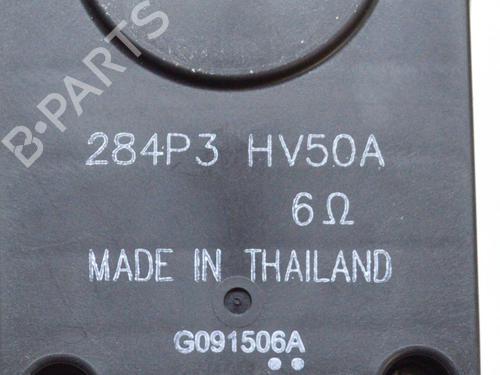 B-PARTS
284P3 HV50A
6Ω
MADE IN THAILAND
G091506A